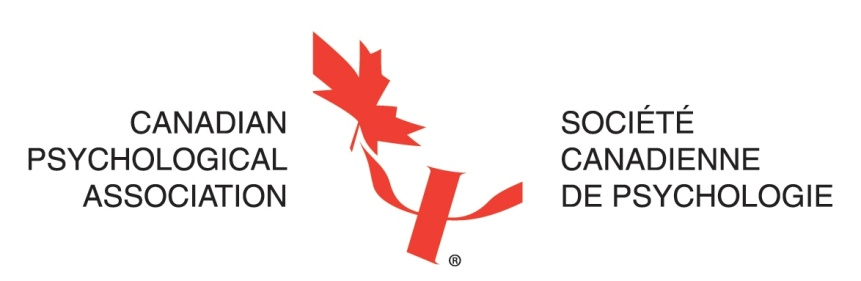 CANADIAN
PSYCHOLOGICAL
ASSOCIATION
®
SOCIÉTÉ
CANADIENNE
DE PSYCHOLOGIE